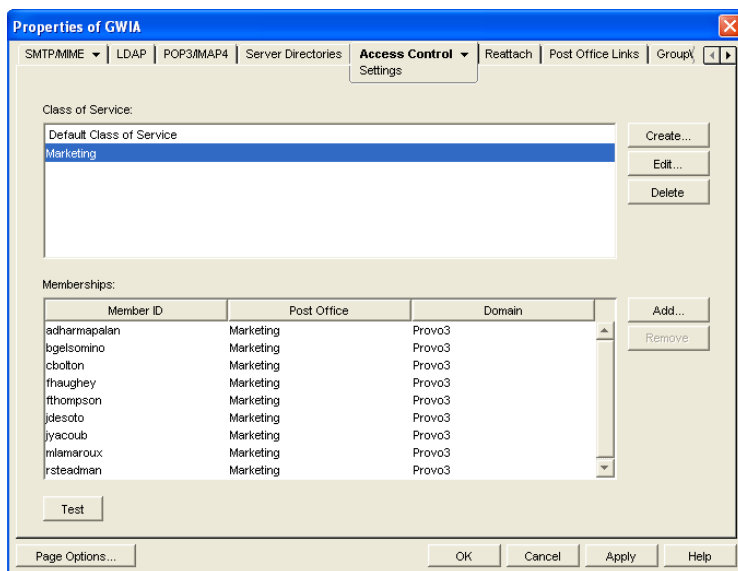 Properties of GWIA
SMTP/MIME LDAP POP3/IMAP4 Server Directories Access Control Reattach Post Office Links
Settings
Class of Service:
Default Class of Service
Marketing
Create...
Edit...
Delete
Memberships:
Member ID Post Office Domain
adharmapalan Marketing Provo3
bgelsomino Marketing Provo3
cbolton Marketing Provo3
fhaughey Marketing Provo3
fthompson Marketing Provo3
jdesoto Marketing Provo3
jyacoub Marketing Provo3
mlamaroux Marketing Provo3
rsteadman Marketing Provo3
Add...
Remove
Test
Page Options... OK Cancel Apply Help